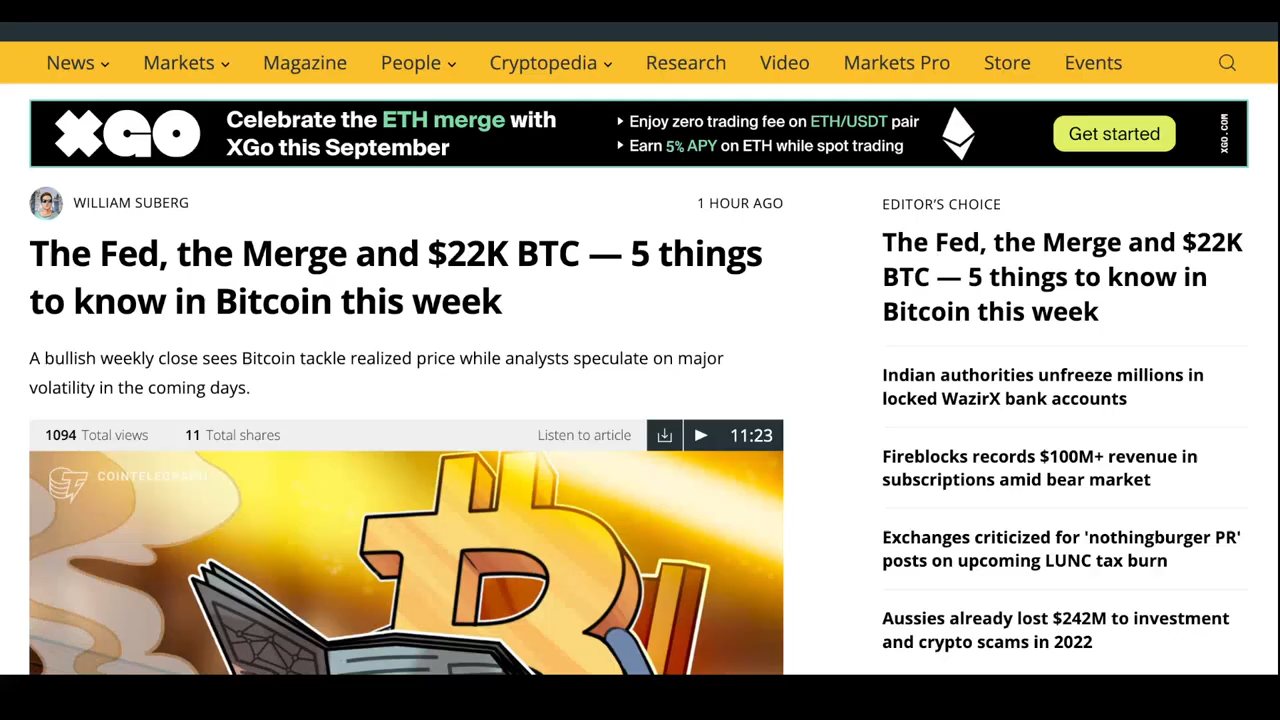 News Markets Magazine People Cryptopedia Research Video Markets Pro Store Events
XGO
Celebrate the ETH merge with
XGo this September
Enjoy zero trading fee on ETH/USDT pair
Earn 5% APY on ETH while spot trading
Get started
XGO.COM
WILLIAM SUBERG
1 HOUR AGO
The Fed, the Merge and $22K BTC — 5 things
to know in Bitcoin this week
A bullish weekly close sees Bitcoin tackle realized price while analysts speculate on major
volatility in the coming days.
1094 Total views 11 Total shares Listen to article 11:23
COINTELEGRAPH
EDITOR'S CHOICE
The Fed, the Merge and $22K
BTC — 5 things to know in
Bitcoin this week
Indian authorities unfreeze millions in
locked WazirX bank accounts
Fireblocks records $100M+ revenue in
subscriptions amid bear market
Exchanges criticized for 'nothingburger PR'
posts on upcoming LUNC tax burn
Aussies already lost $242M to investment
and crypto scams in 2022